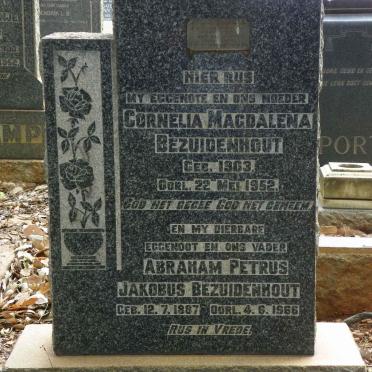 HIER RUS
MY EGGENOTE EN ONS MOEDER
CORNELIA MAGDALENA
BEZUIDENHOUT
GEB. 1903.
OORL. 22 MEI 1952.
GOD HET GEGEE GOD HET GENEEM
EN MY DIERBARE
EGGENOOT EN ONS VADER
ABRAHAM PETRUS
JAKOBUS BEZUIDENHOUT
GEB. 12.7.1887 OORL. 4.6.1966
RUS IN VREDE.
PORT